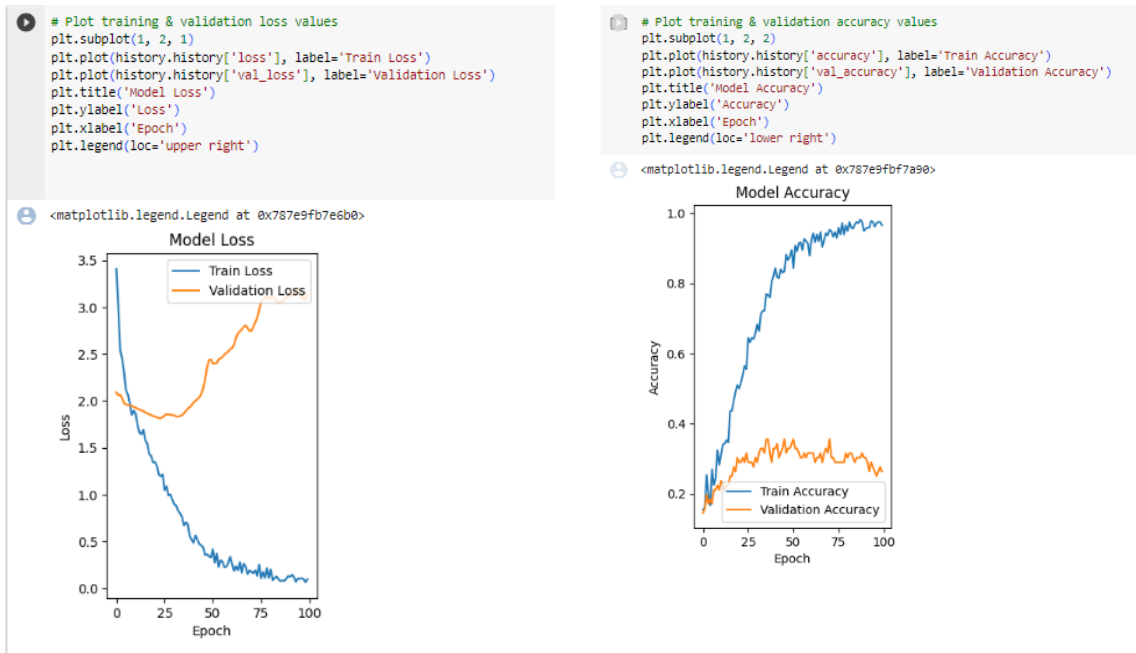 # Plot training & validation loss values
plt.subplot(1, 2, 1)
plt.plot(history.history['loss'], label='Train Loss')
plt.plot(history.history['val_loss'], label='Validation Loss')
plt.title('Model Loss')
plt.ylabel('Loss')
plt.xlabel('Epoch')
plt.legend(loc='upper right')
<matplotlib.legend.Legend at 0x787e9fb7e6b0>
Model Loss
Train Loss
Validation Loss
3.5
3.0
2.5
2.0
1.5
1.0
0.5
0.0
Loss
0 25 50 75 100
Epoch
# Plot training & validation accuracy values
plt.subplot(1, 2, 2)
plt.plot(history.history['accuracy'], label='Train Accuracy')
plt.plot(history.history['val_accuracy'], label='Validation Accuracy')
plt.title('Model Accuracy')
plt.ylabel('Accuracy')
plt.xlabel('Epoch')
plt.legend(loc='lower right')
<matplotlib.legend.Legend at 0x787e9fbf7a90>
Model Accuracy
1.0
0.8
0.6
0.4
0.2
Accuracy
Train Accuracy
Validation Accuracy
0 25 50 75 100
Epoch